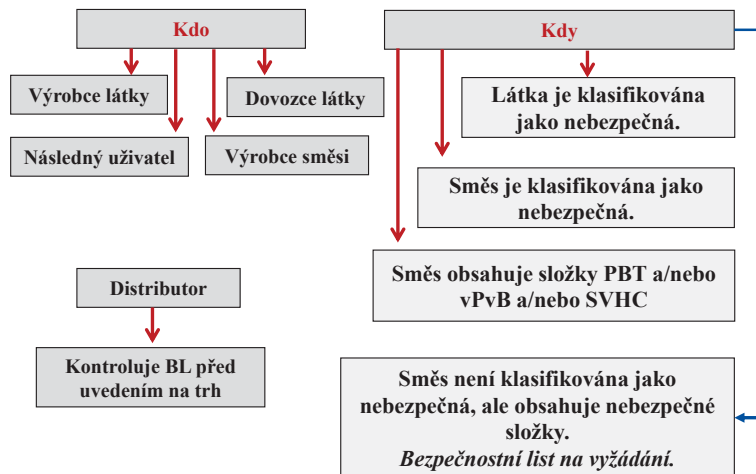 Kdo
Výrobce látky
Dovozce látky
Následný uživatel
Výrobce směsi
Distributor
Kontroluje BL před
uvedením na trh
Kdy
Látka je klasifikována
jako nebezpečná.
Směs je klasifikována jako
nebezpečná.
Směs obsahuje složky PBT a/nebo
vPvB a/nebo SVHC
Směs není klasifikována jako
nebezpečná, ale obsahuje nebezpečné
složky.
Bezpečnostní list na vyžádání.